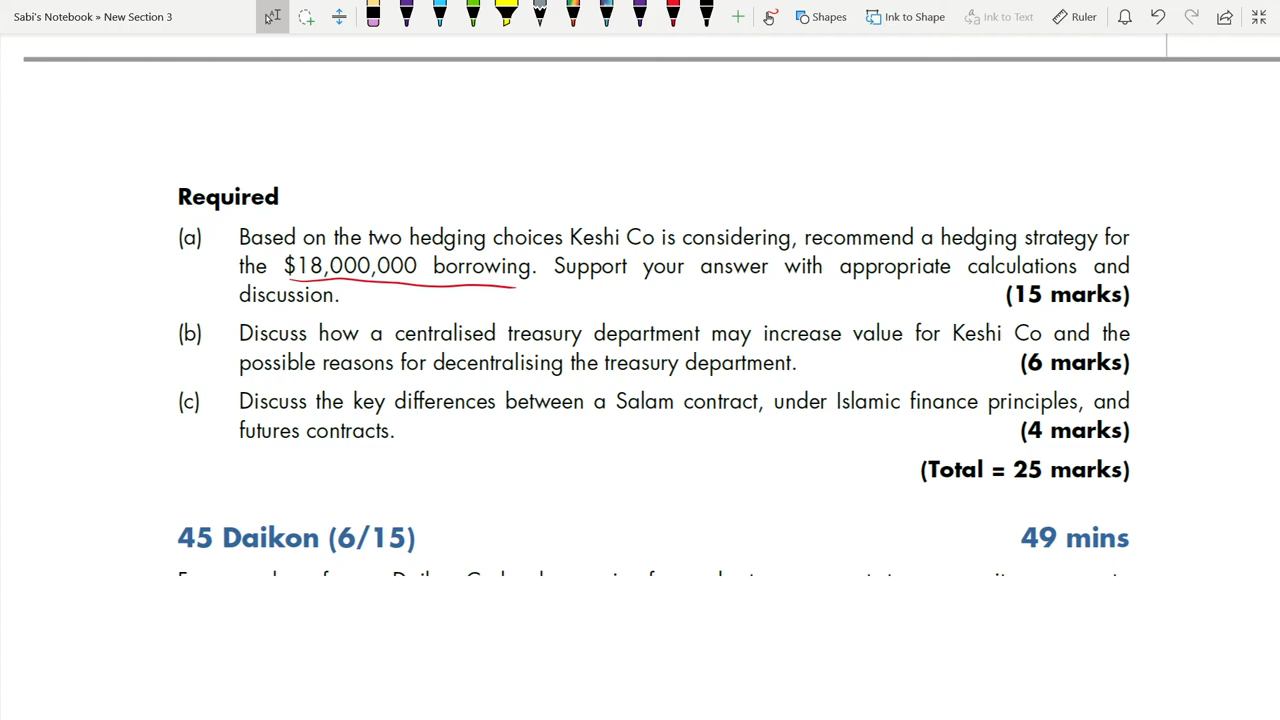 Sabi's Notebook » New Section 3
Shapes
Ink to Shape
Ink to Text
Ruler
Required
(a) Based on the two hedging choices Keshi Co is considering, recommend a hedging strategy for
the $18,000,000 borrowing. Support your answer with appropriate calculations and
discussion. (15 marks)
(b) Discuss how a centralised treasury department may increase value for Keshi Co and the
possible reasons for decentralising the treasury department. (6 marks)
(c) Discuss the key differences between a Salam contract, under Islamic finance principles, and
futures contracts. (4 marks)
(Total = 25 marks)
45 Daikon (6/15) 49 mins